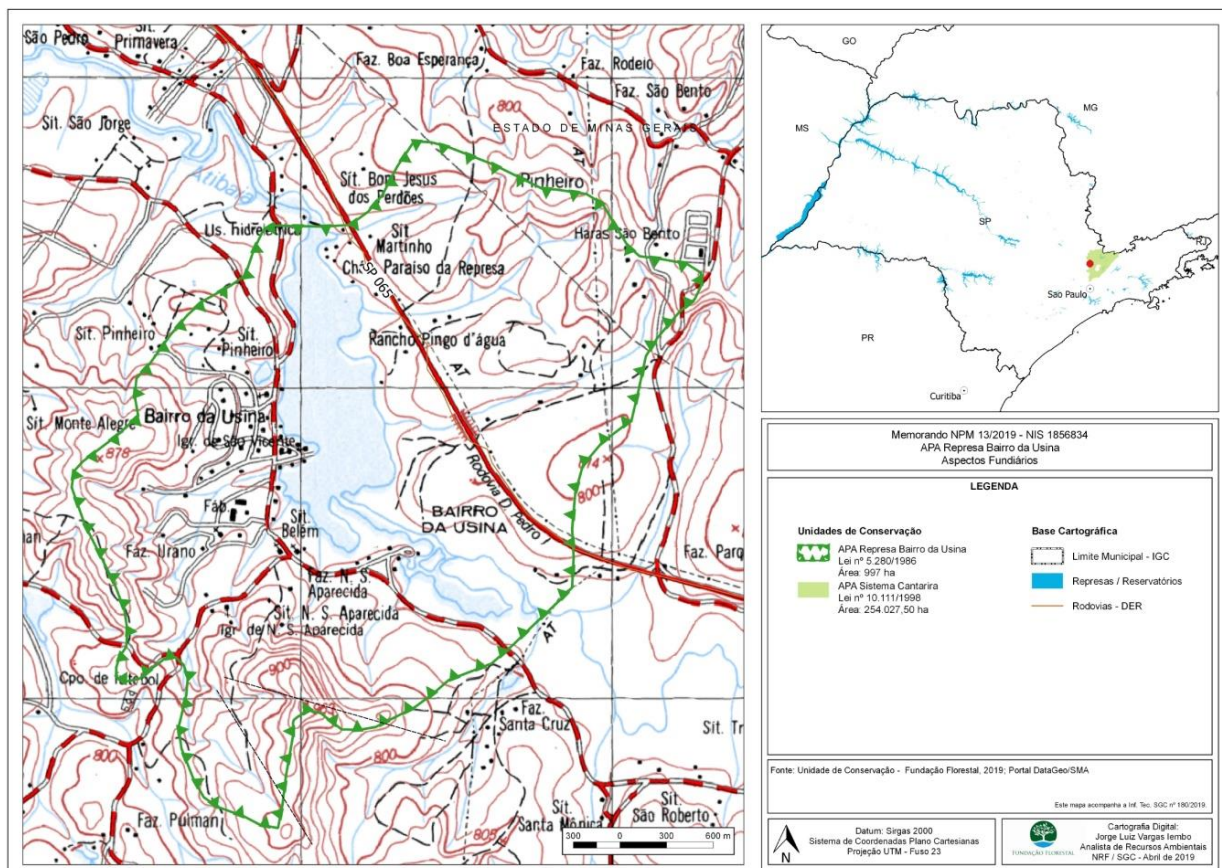 São Pedro
Sít.
Primavera
Faz. Boa Esperança
Faz. Rodeio
Faz. São Bento
800
Sít. São Jorge
ESTADO DE MINAS GERAIS
AT
Atibaia
Sít. Bom Jesus
dos Perdões
Pinheiro
Us. hidrelétrica
Sít.
Martinho
Haras São Bento
Chác. Paraíso da Represa
SP 065
Sít. Pinheiro
Sít.
Pinheiro
Rancho Pingo d'água
AT
Bairro da Usina
Sít. Monte Alegre
Igr. de São Vicente
878
814
800
Rodovia D. Pedro
BAIRRO
DA USINA
Fáb.
Sít.
Belém
Faz. Urano
Faz. N. S.
Aparecida
Sít. N. S. Aparecida
Igr. de N. S. Aparecida
AT
Cpo de futebol
900
Faz.
Santa Cruz
Sít. Tr
800
800
Faz. Pulman
805
Sít.
Santa Mônica
Sít.
São Roberto
300 0 300 600 m
GO
MG
MS
SP
RJ
São Paulo
PR
Curitiba
Memorando NPM 13/2019 - NIS 1856834
APA Represa Bairro da Usina
Aspectos Fundiários
LEGENDA
Unidades de Conservação
APA Represa Bairro da Usina
Lei nº 5.280/1986
Área: 997 ha
APA Sistema Cantarira
Lei nº 10.111/1998
Área: 254.027,50 ha
Base Cartográfica
Limite Municipal - IGC
Represas / Reservatórios
Rodovias - DER
Fonte: Unidade de Conservação - Fundação Florestal, 2019; Portal DataGeo/SMA
Este mapa acompanha a Inf. Tec. SGC nº 180/2019.
N
Datum: Sirgas 2000
Sistema de Coordenadas Plano Cartesianas
Projeção UTM - Fuso 23
FUNDAÇÃO FLORESTAL
Cartografia Digital:
Jorge Luiz Vargas Iembo
Analista de Recursos Ambientais
NRF / SGC - Abril de 2019